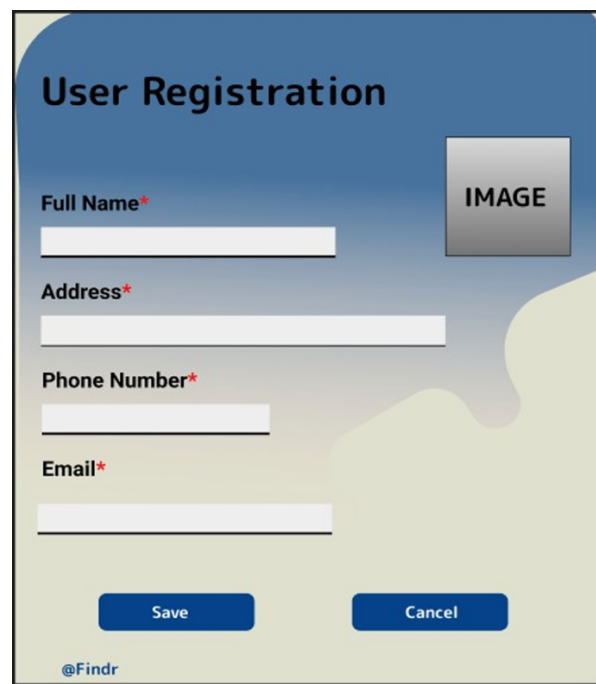 User Registration
IMAGE
Full Name*
Address*
Phone Number*
Email*
Save
Cancel
@Findr